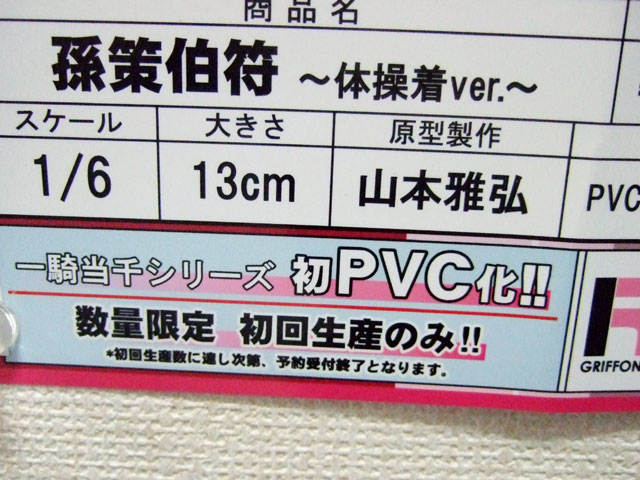 商品名
孫策伯符 ～体操着ver.～
スケール 大きさ 原型製作
1/6 13cm 山本雅弘 PVC
一騎当千シリーズ 初PVC化!!
数量限定 初回生産のみ!!
*初回生産数に達し次第、予約受付終了となります。
GRIFFON